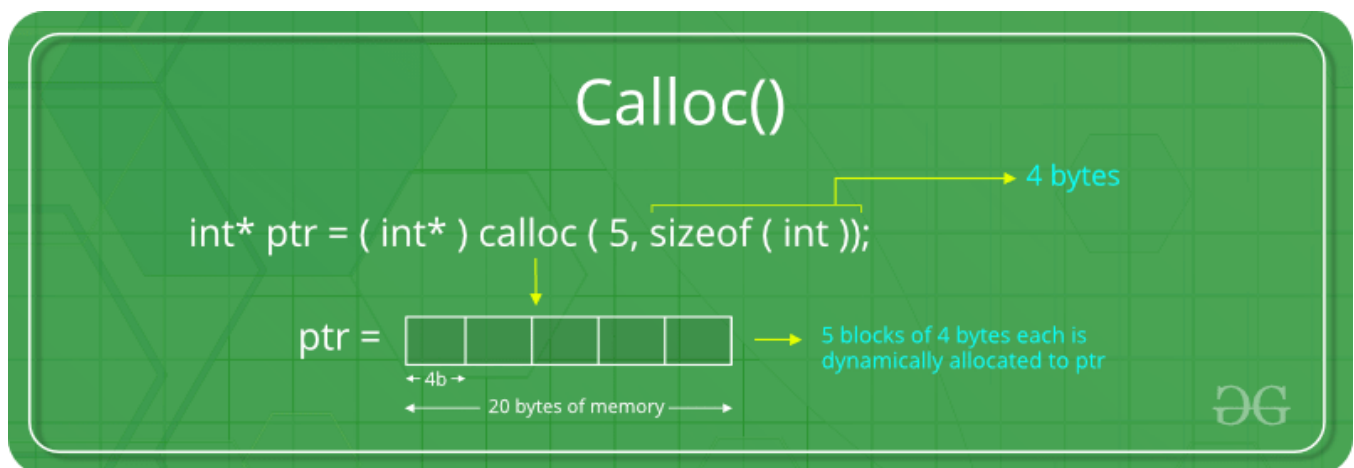 Calloc()
4 bytes
int* ptr = ( int* ) calloc ( 5, sizeof ( int ));
ptr =
5 blocks of 4 bytes each is
dynamically allocated to ptr
4b
20 bytes of memory